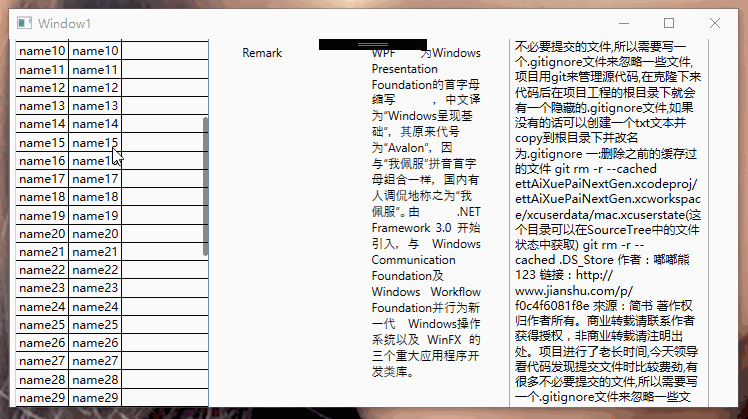 Window1
name10 name10
name11 name11
name12 name12
name13 name13
name14 name14
name15 name15
name16 name16
name17 name17
name18 name18
name19 name19
name20 name20
name21 name21
name22 name22
name23 name23
name24 name24
name25 name25
name26 name26
name27 name27
name28 name28
name29 name29
Remark
WPF 为Windows
Presentation
Foundation的首字母
缩写 ，中文译
为“Windows呈现基
础”，其原来代号
为“Avalon”，因
与“我佩服”拼音首字
母组合一样，国内有
人调侃地称之为“我
佩服”。由 .NET
Framework 3.0 开始
引入，与 Windows
Communication
Foundation及
Windows Workflow
Foundation并行为新
一代 Windows操作
系统以及 WinFX 的
三个重大应用程序开
发类库。
不必要提交的文件,所以需要写一
个.gitignore文件来忽略一些文件,
项目用git来管理源代码,在克隆下来
代码后在项目工程的根目录下就会
有一个隐藏的.gitignore文件,如果
没有的话可以创建一个txt文本并
copy到根目录下并改名
为.gitignore 一:删除之前的缓存过
的文件 git rm -r --cached
ettAiXuePaiNextGen.xcodeproj/
ettAiXuePaiNextGen.xcworkspac
e/xcuserdata/mac.xcuserstate(这
个目录可以在SourceTree中的文件
状态中获取) git rm -r --
cached .DS_Store 作者：嘟嘟熊
123 链接：http://
www.jianshu.com/p/
f0c4f6081f8e 來源：简书 著作权
归作者所有。商业转载请联系作者
获得授权，非商业转载请注明出
处。项目进行了老长时间,今天领导
看代码发现提交文件时比较费劲,有
很多不必要提交的文件,所以需要写
一个.gitignore文件来忽略一些文